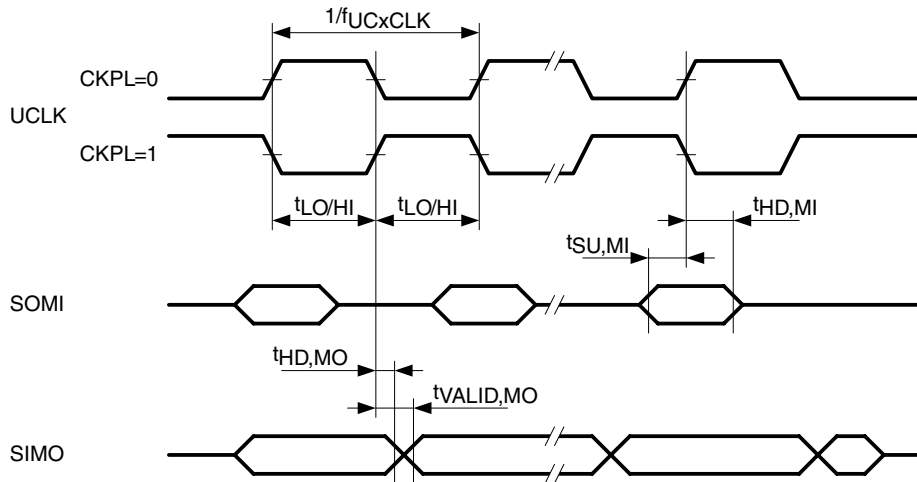 1/fUCxCLK
CKPL=0
UCLK
CKPL=1
tLO/HI tLO/HI
tHD,MI
tSU,MI
SOMI
tHD,MO
tVALID,MO
SIMO